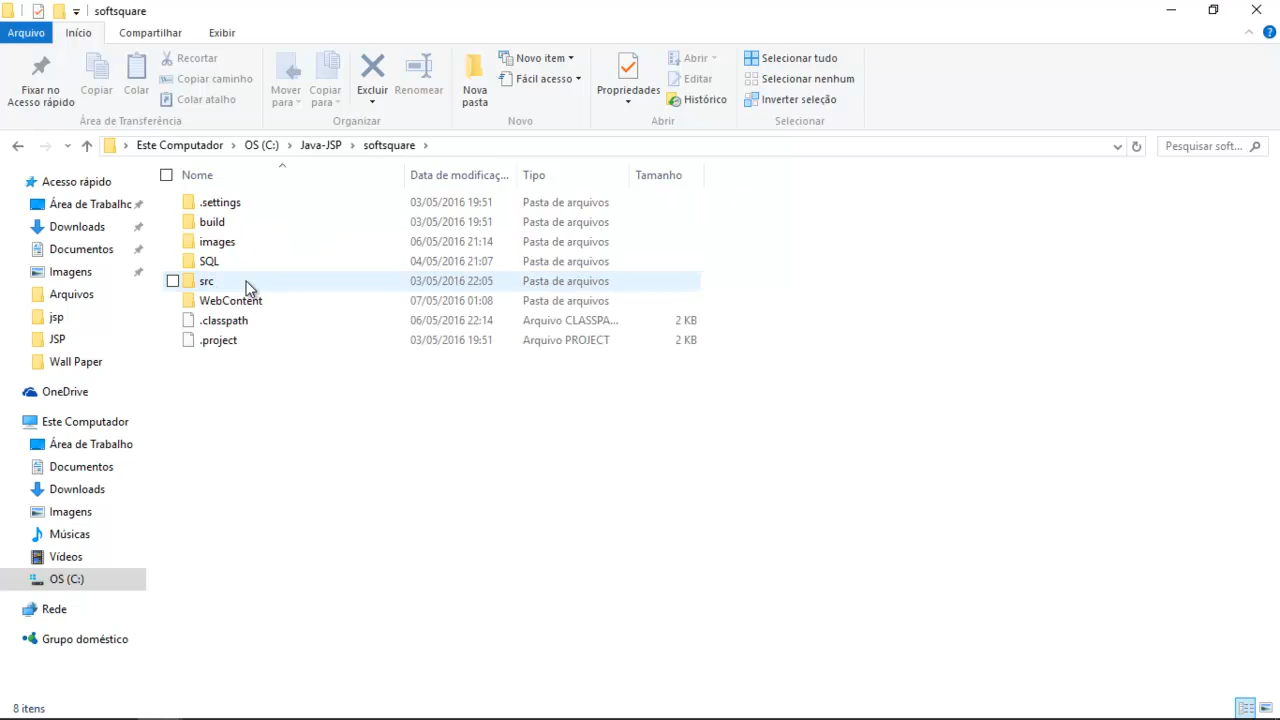 softsquare
Arquivo Início Compartilhar Exibir
Fixar no Acesso rápido
Copiar
Colar
Recortar
Copiar caminho
Colar atalho
Área de Transferência
Mover para
Copiar para
Excluir
Renomear
Organizar
Nova pasta
Novo item
Fácil acesso
Novo
Propriedades
Abrir
Editar
Histórico
Abrir
Selecionar tudo
Selecionar nenhum
Inverter seleção
Selecionar
Este Computador > OS (C:) > Java-JSP > softsquare >
Pesquisar soft...
Nome Data de modificaç... Tipo Tamanho
.settings 03/05/2016 19:51 Pasta de arquivos
build 03/05/2016 19:51 Pasta de arquivos
images 06/05/2016 21:14 Pasta de arquivos
SQL 04/05/2016 21:07 Pasta de arquivos
src 03/05/2016 22:05 Pasta de arquivos
WebContent 07/05/2016 01:08 Pasta de arquivos
.classpath 06/05/2016 22:14 Arquivo CLASSPA... 2 KB
.project 03/05/2016 19:51 Arquivo PROJECT 2 KB
Acesso rápido
Área de Trabalho
Downloads
Documentos
Imagens
Arquivos
jsp
JSP
Wall Paper
OneDrive
Este Computador
Área de Trabalho
Documentos
Downloads
Imagens
Músicas
Vídeos
OS (C:)
Rede
Grupo doméstico
8 itens